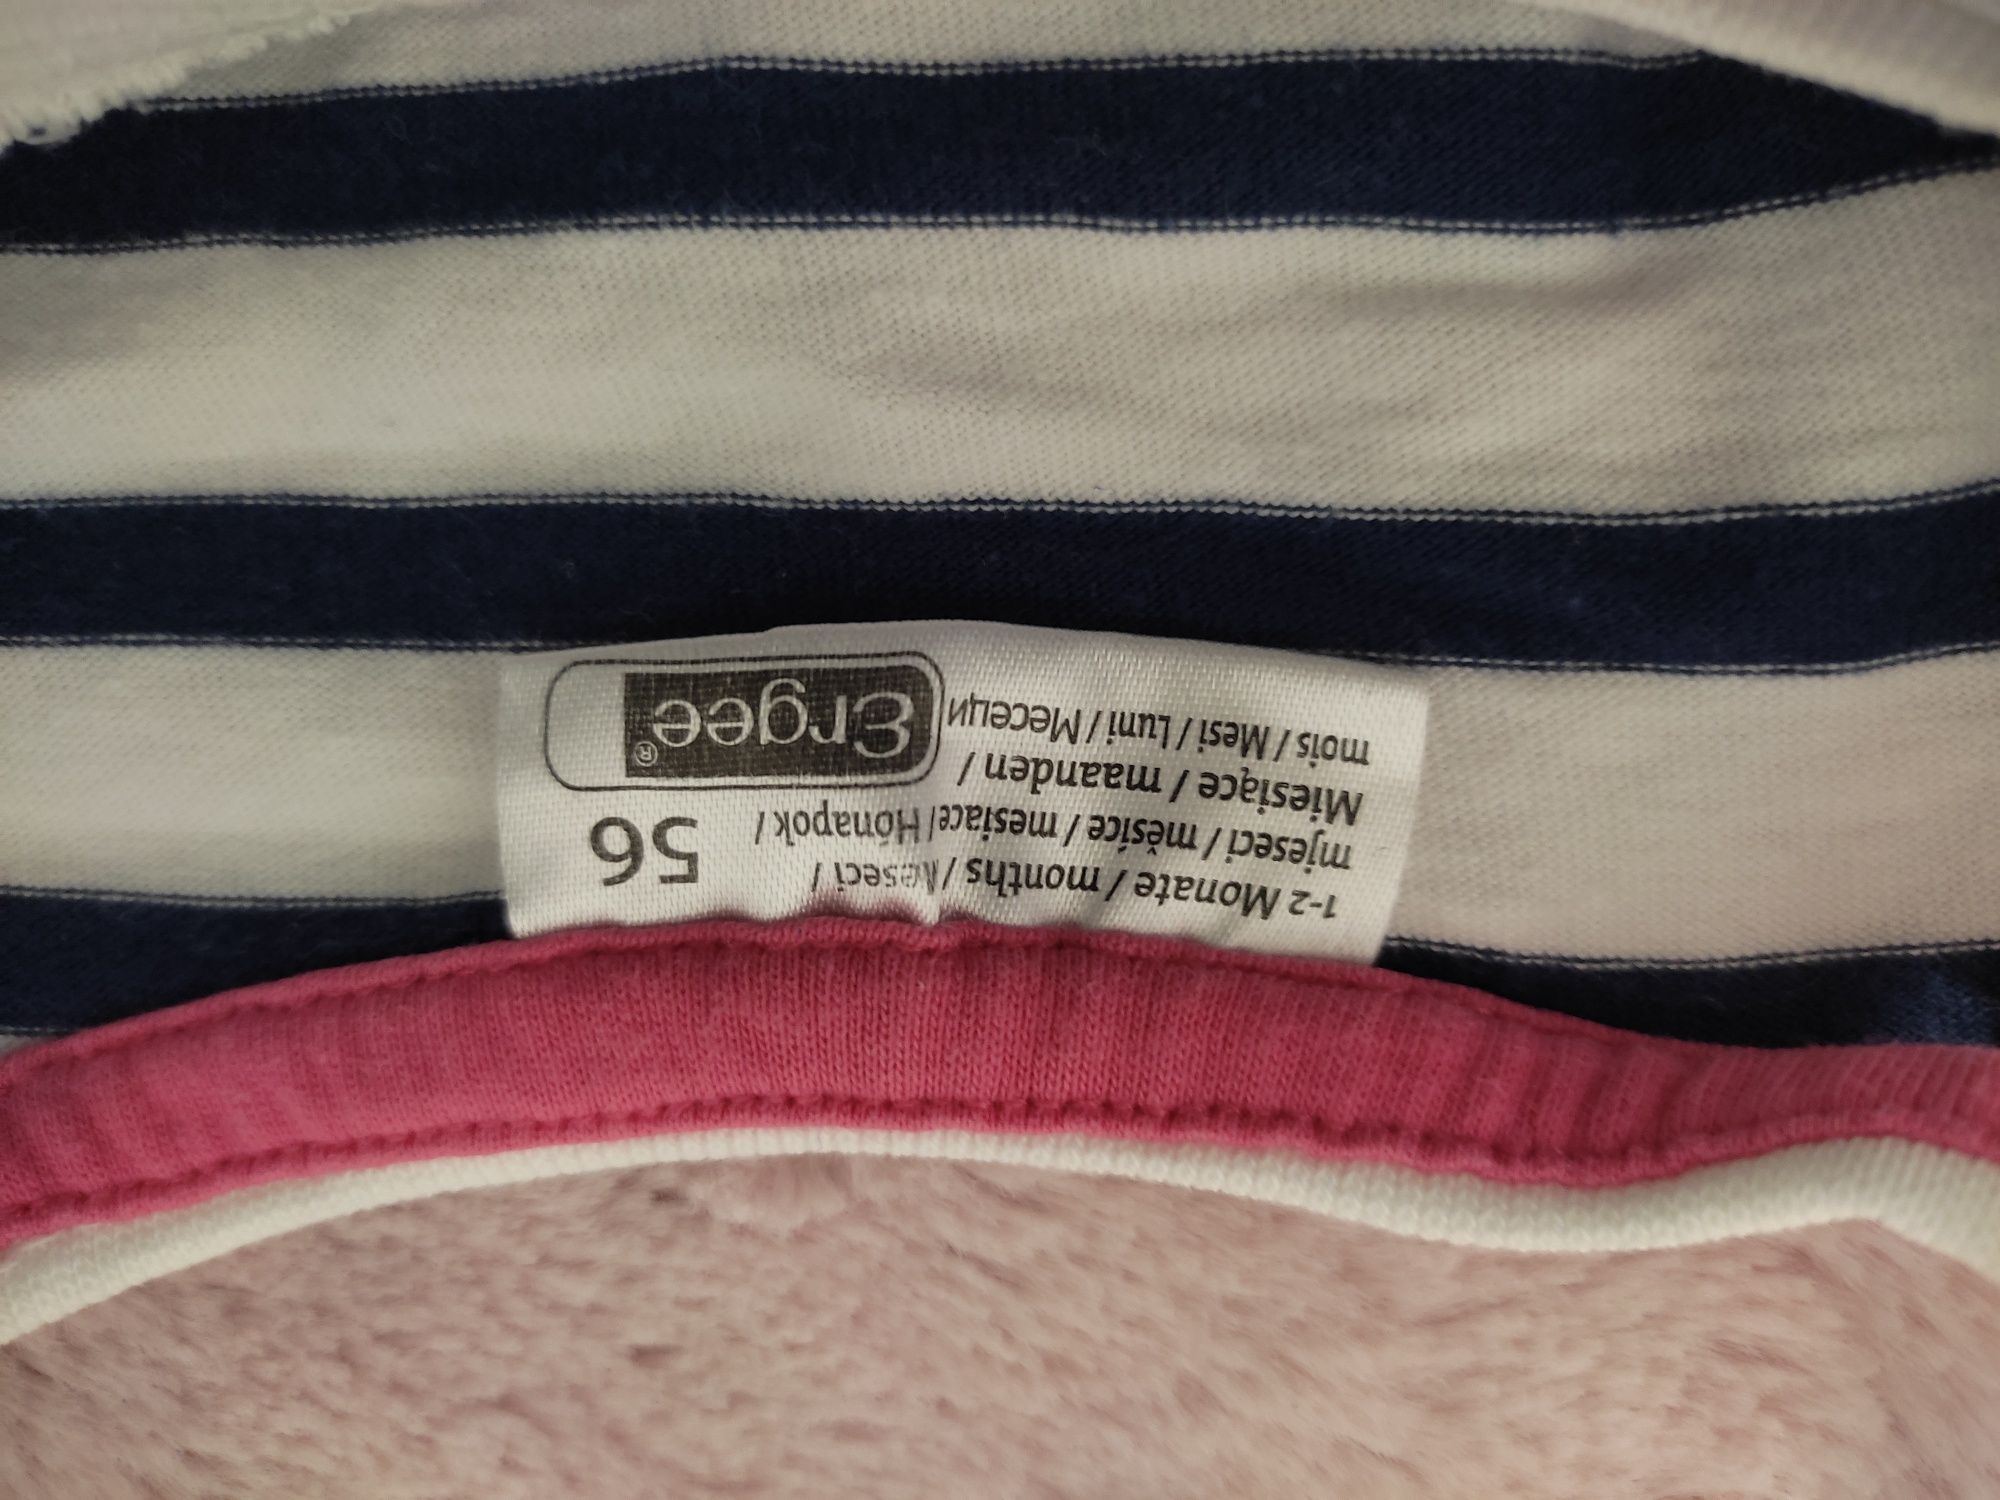 1-2 Monate / months / Meseci /
mjeseci / měsíce / mesiace / Hónapok /
Miesiące / maanden /
mois / Mesi / Luni / Месеци
56
Ergee®